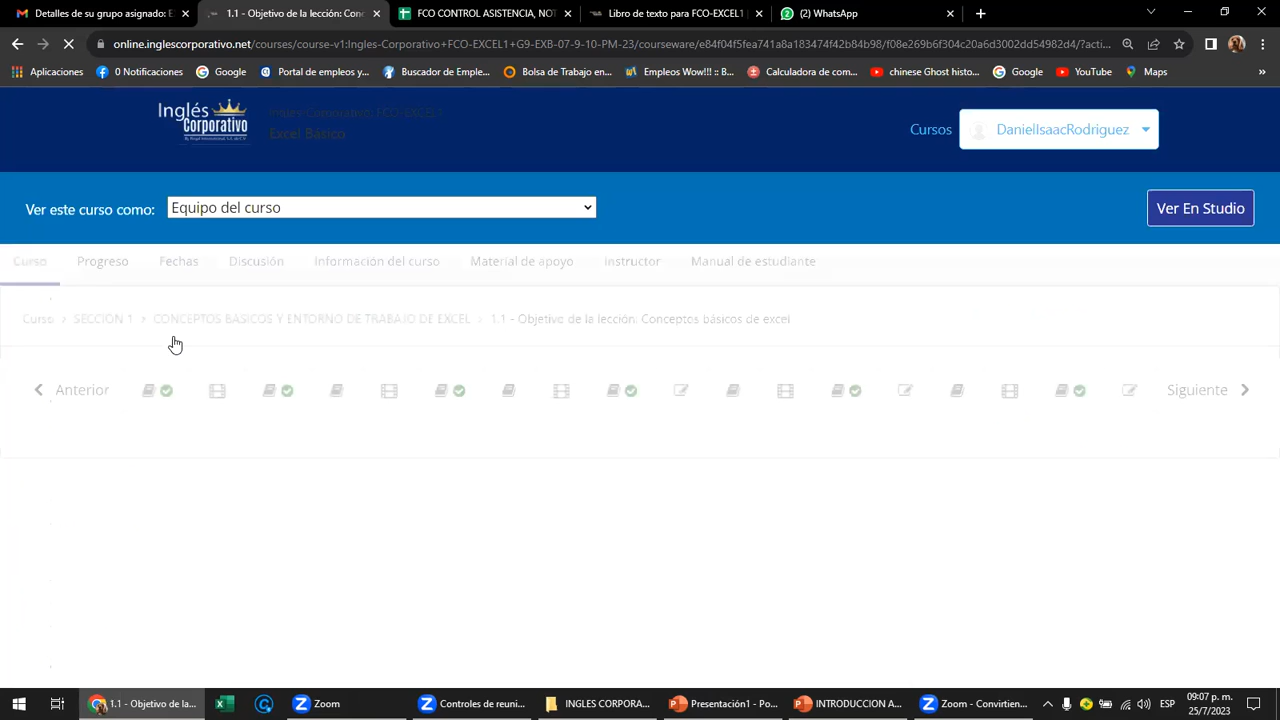 Detalles de su grupo asignado: E
1.1 - Objetivo de la lección: Con
FCO CONTROL ASISTENCIA, NOT
Libro de texto para FCO-EXCEL1 |
(2) WhatsApp
online.inglescorporativo.net/courses/course-v1:Ingles-Corporativo+FCO-EXCEL1+G9-EXB-07-9-10-PM-23/courseware/e84f04f5fea741a8a183474f42b84b98/f08e269b6f304c20a6d3002dd54982d4/?acti...
Aplicaciones
0 Notificaciones
Google
Portal de empleos y...
Buscador de Emple...
Bolsa de Trabajo en...
Empleos Wow!!! :: B...
Calculadora de com...
chinese Ghost histo...
Google
YouTube
Maps
»
Inglés Corporativo
Ingles-Corporativo: FCO-EXCEL1
Excel Básico
Cursos
DanielIsaacRodriguez
Ver este curso como:
Equipo del curso
Ver En Studio
Curso
Progreso
Fechas
Discusión
Información del curso
Material de apoyo
Instructor
Manual de estudiante
Curso > SECCIÓN 1 > CONCEPTOS BÁSICOS Y ENTORNO DE TRABAJO DE EXCEL > 1.1 - Objetivo de la lección: Conceptos básicos de excel
Anterior
Siguiente
1.1 - Objetivo de la...
Zoom
Controles de reuni...
INGLES CORPORA...
Presentación1 - Po...
INTRODUCCION A...
Zoom - Convirtien...
ESP
09:07 p. m.
25/7/2023